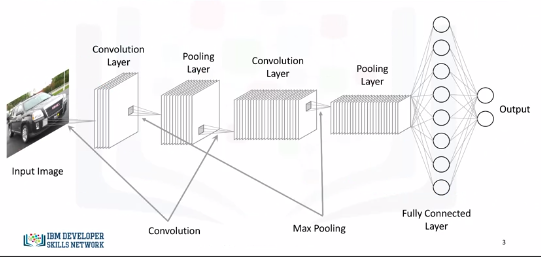 Convolution
Layer
Pooling
Layer
Convolution
Layer
Pooling
Layer
Output
Input Image
Fully Connected
Layer
Convolution
Max Pooling
IBM DEVELOPER
SKILLS NETWORK
3